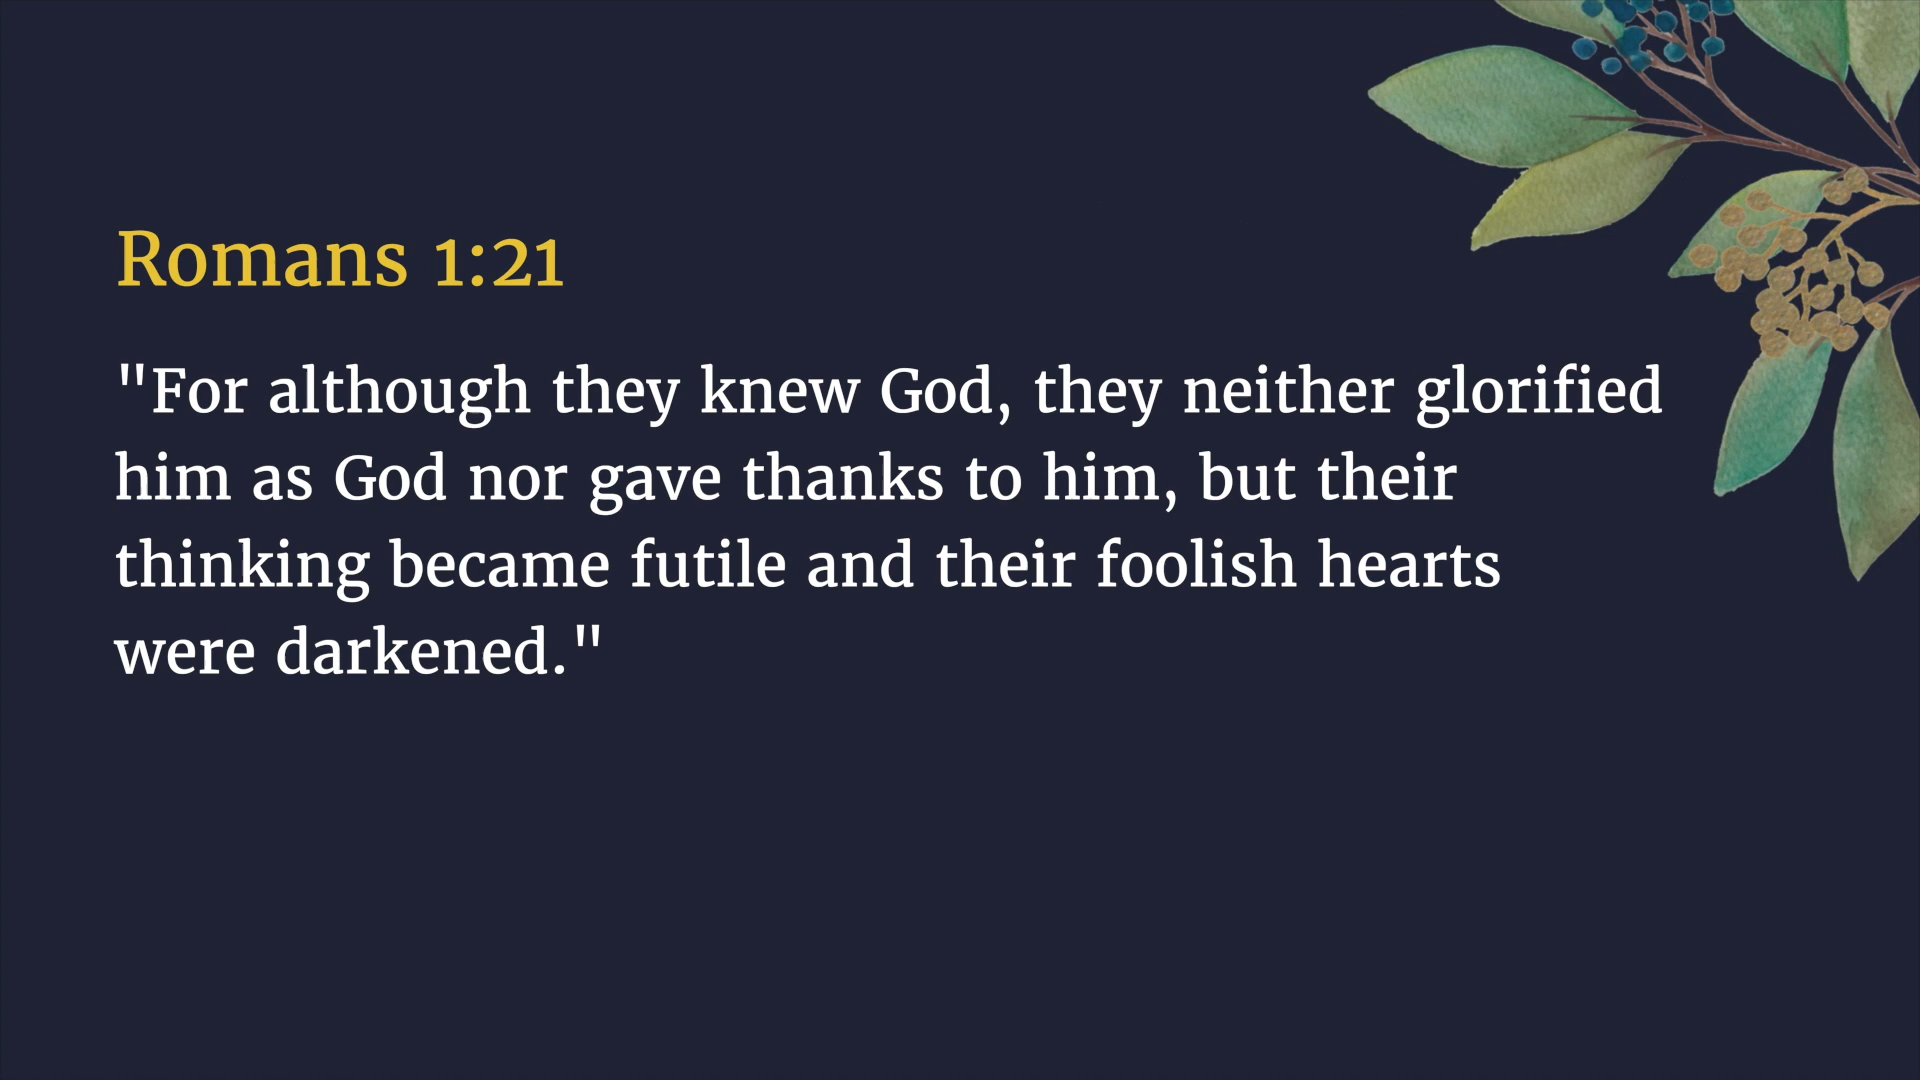 Romans 1:21
"For although they knew God, they neither glorified
him as God nor gave thanks to him, but their
thinking became futile and their foolish hearts
were darkened."